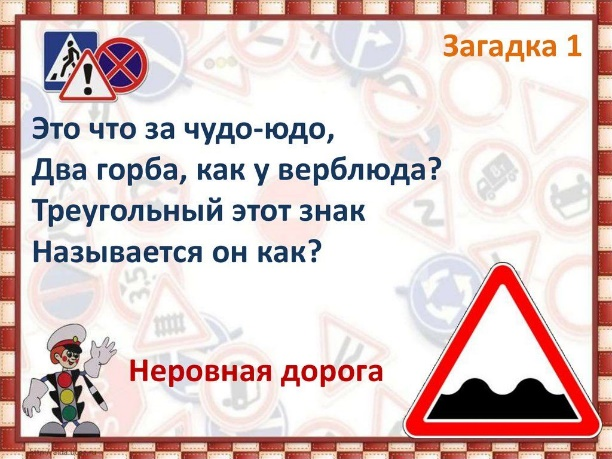 Загадка 1
Это что за чудо-юдо,
Два горба, как у верблюда?
Треугольный этот знак
Называется он как?
Неровная дорога